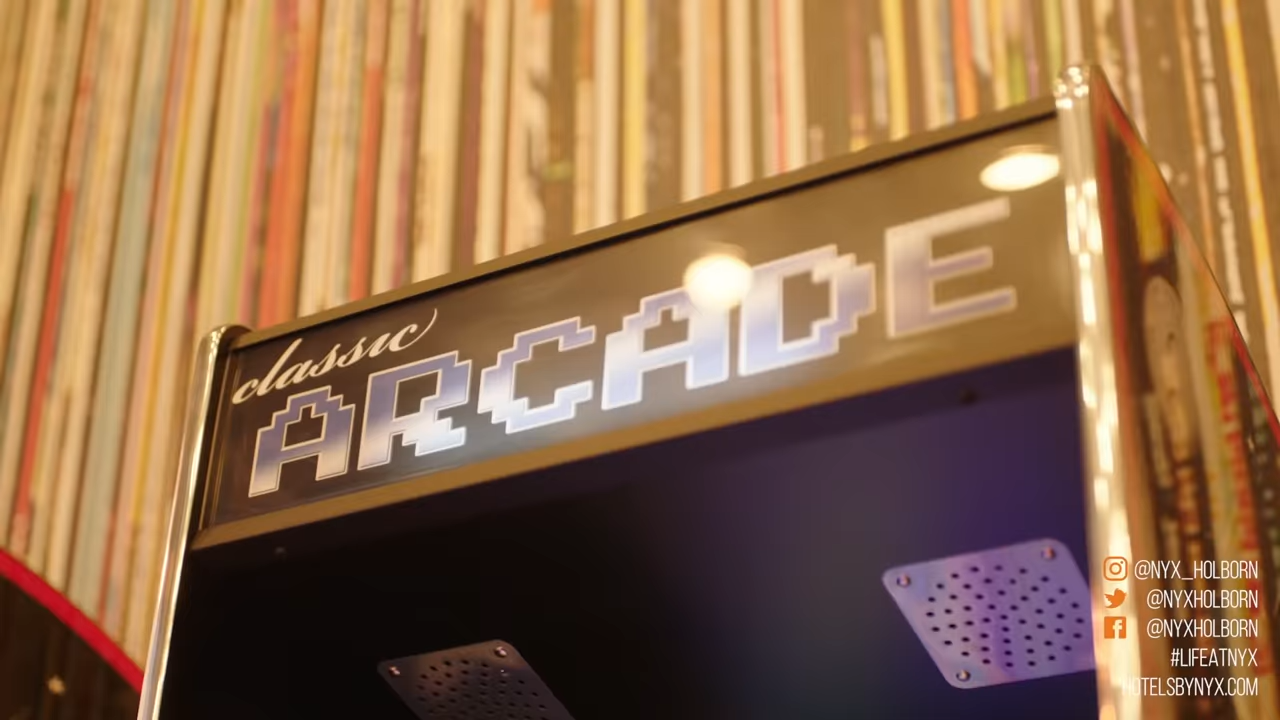 classic
ARCADE
@NYX_HOLBORN
@NYXHOLBORN
@NYXHOLBORN
#LIFEATNYX
HOTELSBYNYX.COM